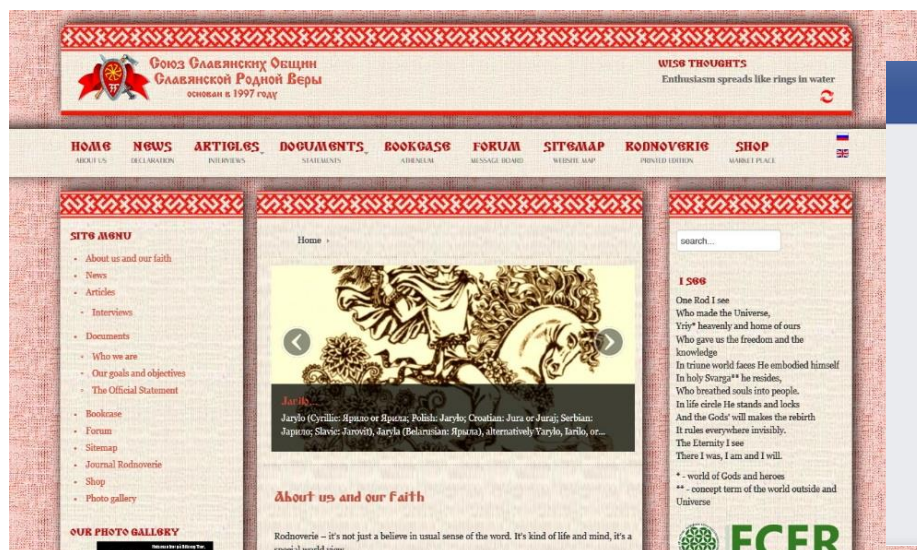 Союз Славянских Общин
Славянской Родной Веры
основан в 1997 году
WISE THOUGHTS
Enthusiasm spreads like rings in water
HOME
ABOUT US
NEWS
DECLARATION
ARTICLES
INTERVIEWS
DOCUMENTS
STATEMENTS
BOOKCASE
ATHENEUM
FORUM
MESSAGE BOARD
SITEMAP
WEBSITE MAP
RODNOVERIE
PRINTED EDITION
SHOP
MARKET PLACE
SITE MENU
About us and our faith
News
Articles
Interviews
Documents
Who we are
Our goals and objectives
The Official Statement
Bookcase
Forum
Sitemap
Journal Rodnoverie
Shop
Photo gallery
OUR PHOTO GALLERY
Home
Jarilo
Jarylo (Cyrillic: Ярило or Ярила; Polish: Jaryło; Croatian: Jura or Juraj; Serbian:
Јарило; Slavic: Jarovit), Jaryla (Belarusian: Ярыла), alternatively Yarylo, Iarilo, or...
About us and our Faith
Rodnoverie – it's not just a believe in usual sense of the word. It's kind of life and mind, it's a
special world view
search...
I SEE
One Rod I see
Who made the Universe,
Yriy* heavenly and home of ours
Who gave us the freedom and the
knowledge
In triune world faces He embodied himself
In holy Svarga** he resides,
Who breathed souls into people.
In life circle He stands and locks
And the Gods' will makes the rebirth
It rules everywhere invisibly.
The Eternity I see
There I was, I am and I will.
* - world of Gods and heroes
** - concept term of the world outside and
Universe
ECER